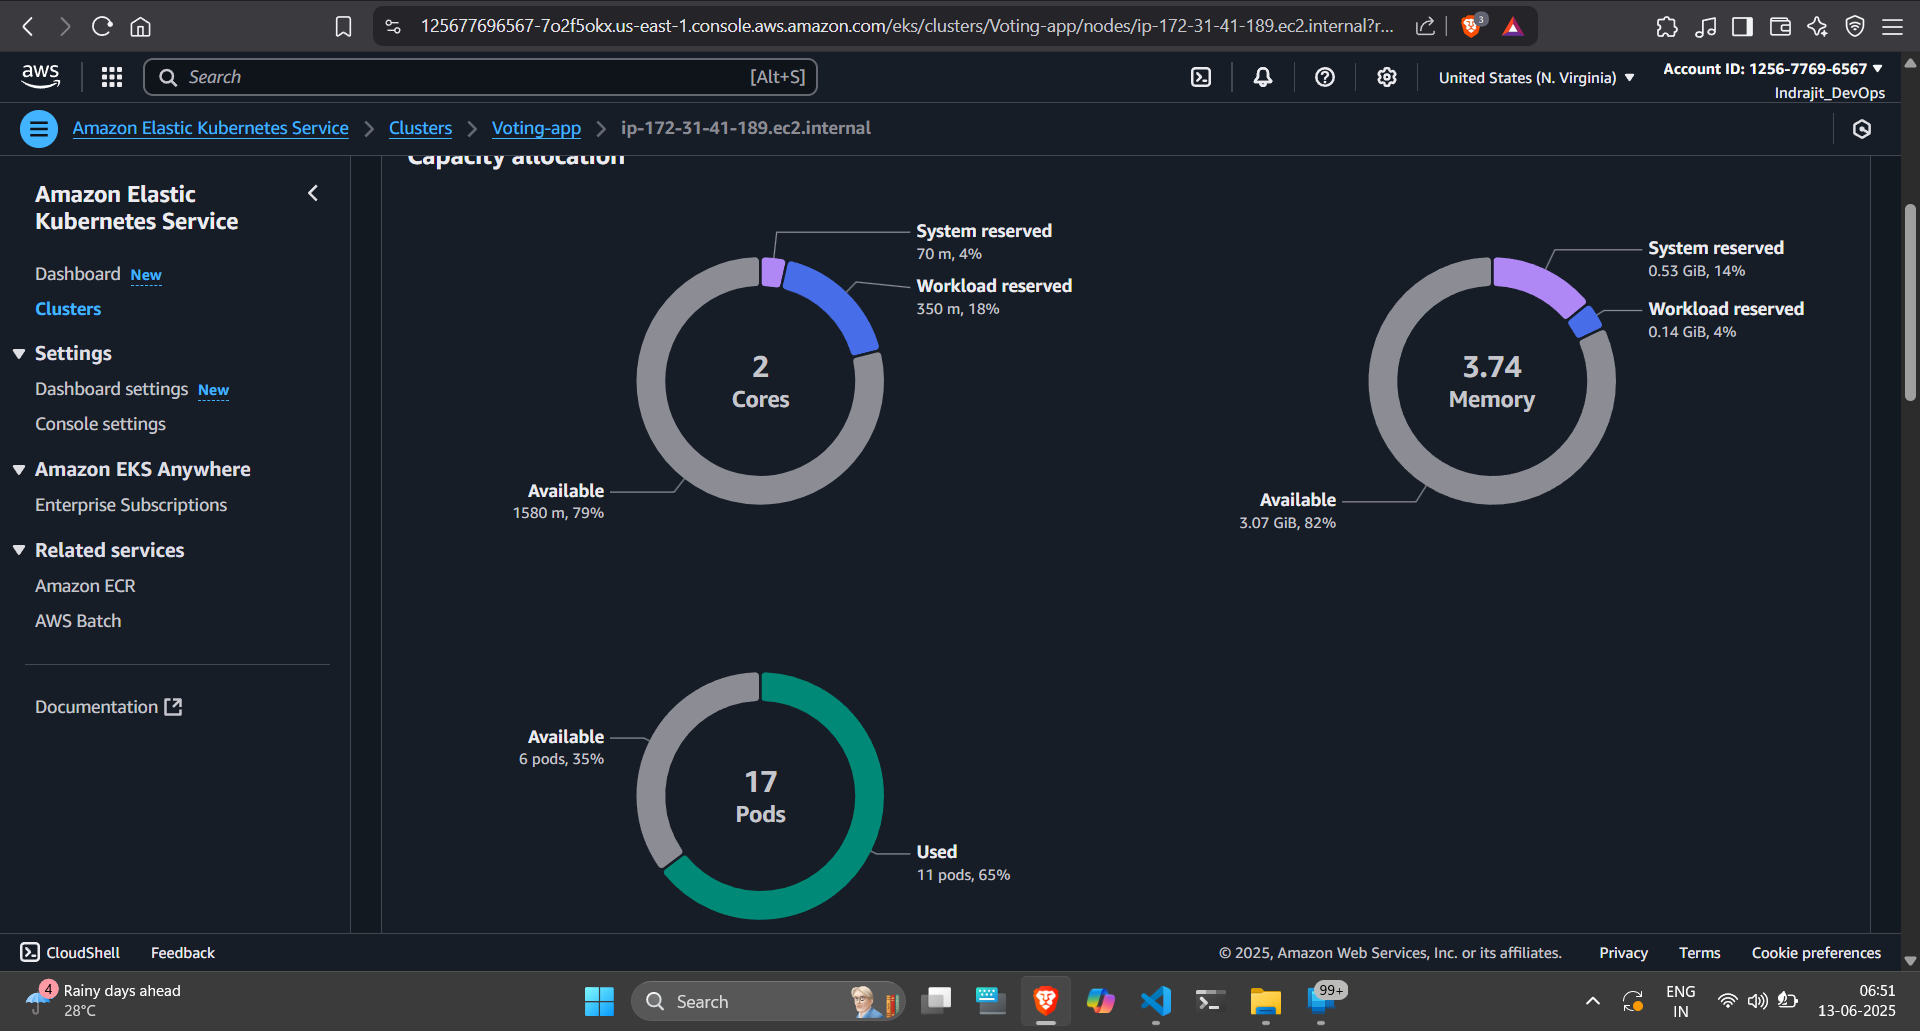 125677696567-7o2f5okx.us-east-1.console.aws.amazon.com/eks/clusters/Voting-app/nodes/ip-172-31-41-189.ec2.internal?r...
3
aws
Search
[Alt+S]
United States (N. Virginia)
Account ID: 1256-7769-6567
Indrajit_DevOps
Amazon Elastic Kubernetes Service
Clusters
Voting-app
ip-172-31-41-189.ec2.internal
Amazon Elastic
Kubernetes Service
Dashboard New
Clusters
Settings
Dashboard settings New
Console settings
Amazon EKS Anywhere
Enterprise Subscriptions
Related services
Amazon ECR
AWS Batch
Documentation
Capacity allocation
System reserved
70 m, 4%
Workload reserved
350 m, 18%
2
Cores
Available
1580 m, 79%
System reserved
0.53 GiB, 14%
Workload reserved
0.14 GiB, 4%
3.74
Memory
Available
3.07 GiB, 82%
Available
6 pods, 35%
17
Pods
Used
11 pods, 65%
CloudShell
Feedback
© 2025, Amazon Web Services, Inc. or its affiliates.
Privacy
Terms
Cookie preferences
4
Rainy days ahead
28°C
Search
99+
ENG
IN
06:51
13-06-2025